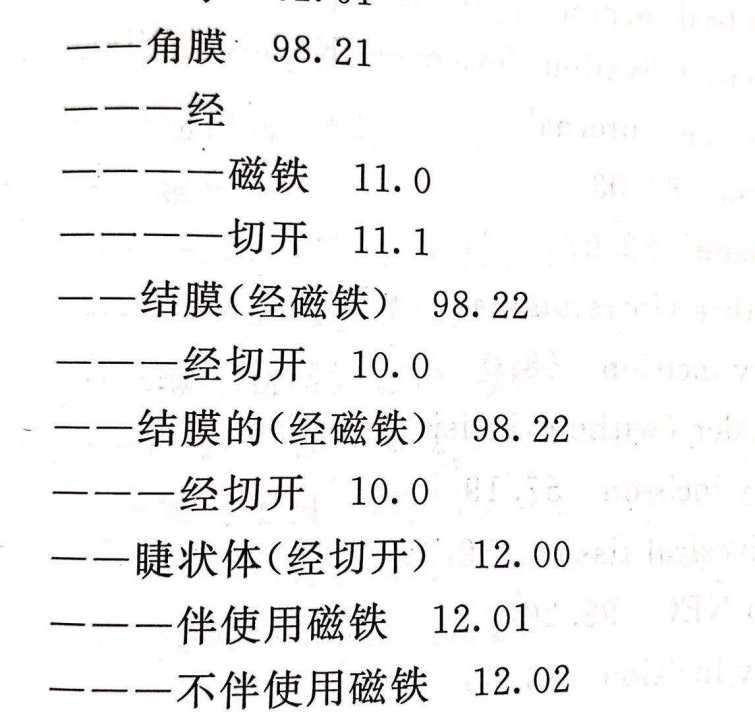 ——角膜 98.21
———经
————磁铁 11.0
————切开 11.1
——结膜(经磁铁) 98.22
———经切开 10.0
——结膜的(经磁铁) 98.22
———经切开 10.0
——睫状体(经切开) 12.00
———伴使用磁铁 12.01
———不伴使用磁铁 12.02